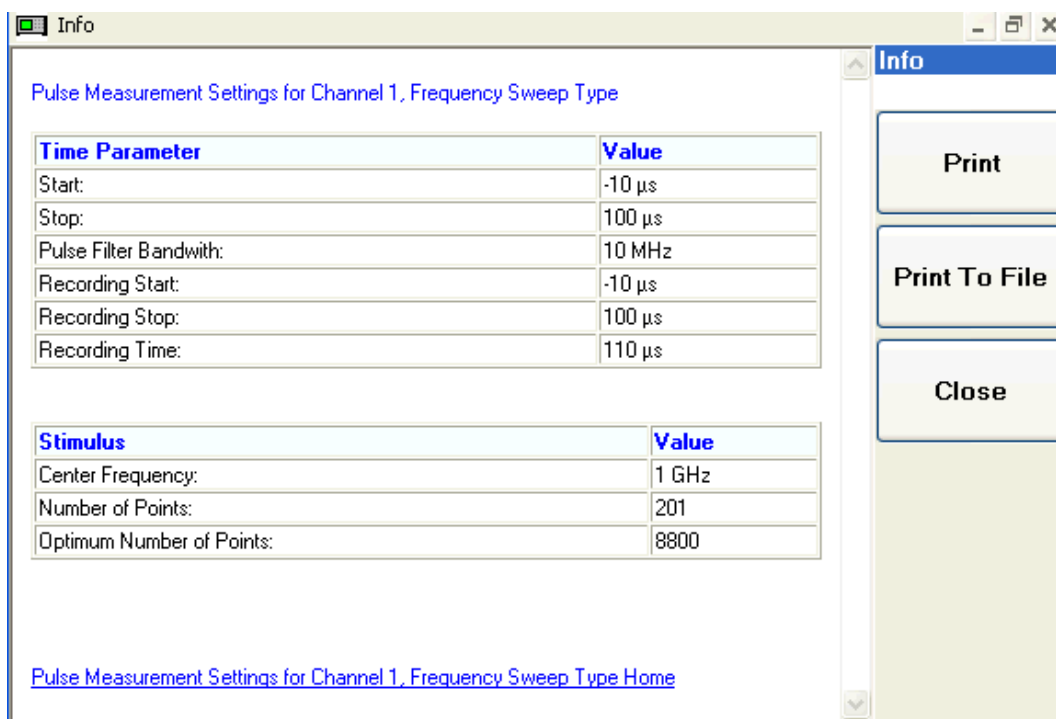 Info
Info
Pulse Measurement Settings for Channel 1, Frequency Sweep Type
Time Parameter Value
Start: -10 µs
Stop: 100 µs
Pulse Filter Bandwith: 10 MHz
Recording Start: -10 µs
Recording Stop: 100 µs
Recording Time: 110 µs
Stimulus Value
Center Frequency: 1 GHz
Number of Points: 201
Optimum Number of Points: 8800
Pulse Measurement Settings for Channel 1, Frequency Sweep Type Home
Print
Print To File
Close